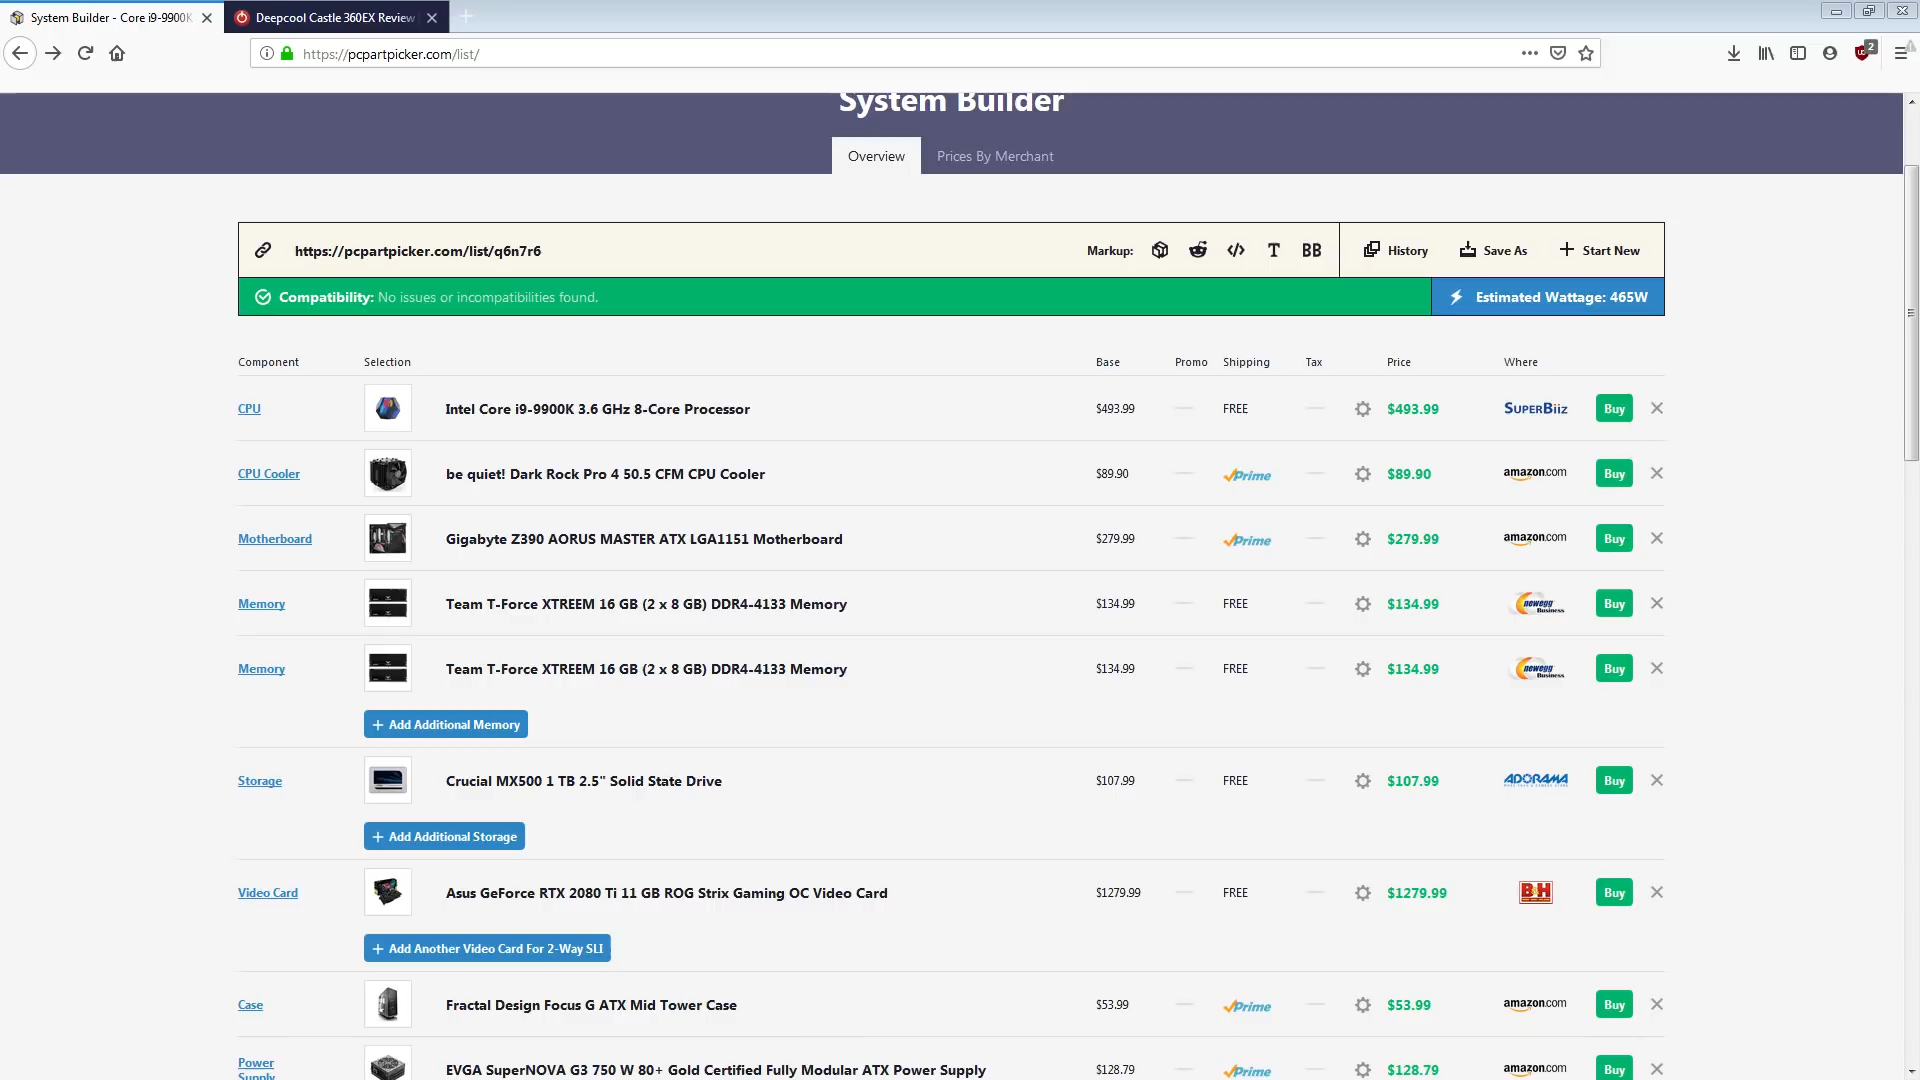 System Builder - Core i9-9900K
Deepcool Castle 360EX Review
https://pcpartpicker.com/list/
2
System Builder
Overview
Prices By Merchant
https://pcpartpicker.com/list/q6n7r6
Markup:
T
BB
History
Save As
Start New
Compatibility: No issues or incompatibilities found.
Estimated Wattage: 465W
Component Selection Base Promo Shipping Tax Price Where
CPU Intel Core i9-9900K 3.6 GHz 8-Core Processor $493.99 FREE $493.99 SUPERBIIZ Buy
CPU Cooler be quiet! Dark Rock Pro 4 50.5 CFM CPU Cooler $89.90 Prime $89.90 amazon.com Buy
Motherboard Gigabyte Z390 AORUS MASTER ATX LGA1151 Motherboard $279.99 Prime $279.99 amazon.com Buy
Memory Team T-Force XTREEM 16 GB (2 x 8 GB) DDR4-4133 Memory $134.99 FREE $134.99 newegg Business Buy
Memory Team T-Force XTREEM 16 GB (2 x 8 GB) DDR4-4133 Memory $134.99 FREE $134.99 newegg Business Buy
+ Add Additional Memory
Storage Crucial MX500 1 TB 2.5" Solid State Drive $107.99 FREE $107.99 ADORAMA Buy
+ Add Additional Storage
Video Card Asus GeForce RTX 2080 Ti 11 GB ROG Strix Gaming OC Video Card $1279.99 FREE $1279.99 B&H Buy
+ Add Another Video Card For 2-Way SLI
Case Fractal Design Focus G ATX Mid Tower Case $53.99 Prime $53.99 amazon.com Buy
Power Supply EVGA SuperNOVA G3 750 W 80+ Gold Certified Fully Modular ATX Power Supply $128.79 Prime $128.79 amazon.com Buy